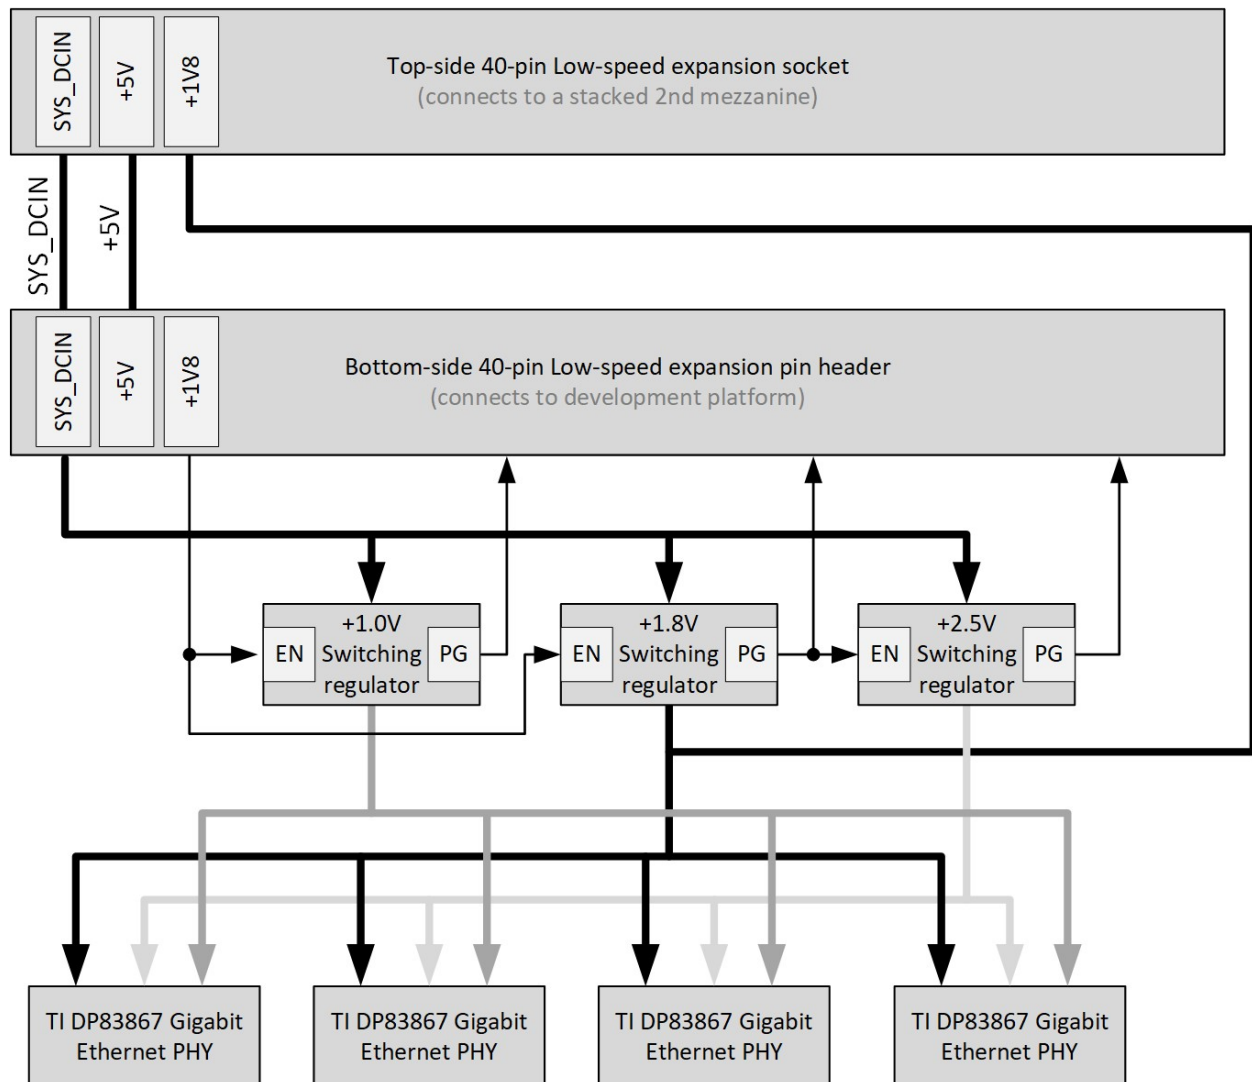 SYS_DCIN
+5V
+1V8
Top-side 40-pin Low-speed expansion socket
(connects to a stacked 2nd mezzanine)
SYS_DCIN
+5V
SYS_DCIN
+5V
+1V8
Bottom-side 40-pin Low-speed expansion pin header
(connects to development platform)
EN
+1.0V
Switching
regulator
PG
EN
+1.8V
Switching
regulator
PG
EN
+2.5V
Switching
regulator
PG
TI DP83867 Gigabit
Ethernet PHY
TI DP83867 Gigabit
Ethernet PHY
TI DP83867 Gigabit
Ethernet PHY
TI DP83867 Gigabit
Ethernet PHY